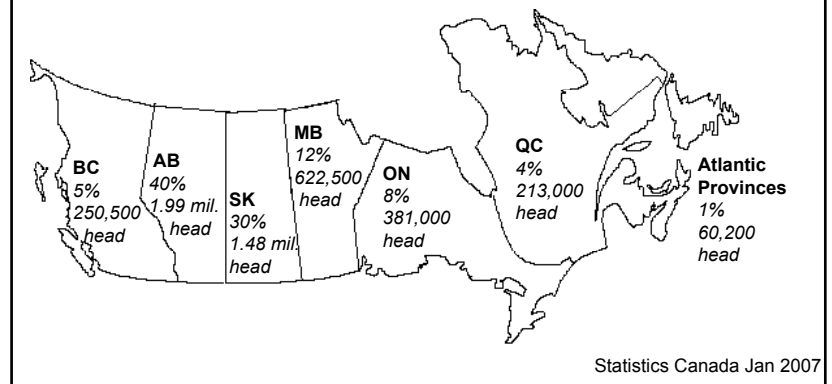 BC
5%
250,500
head
AB
40%
1.99 mil.
head
SK
30%
1.48 mil.
head
MB
12%
622,500
head
ON
8%
381,000
head
QC
4%
213,000
head
Atlantic
Provinces
1%
60,200
head
Statistics Canada Jan 2007